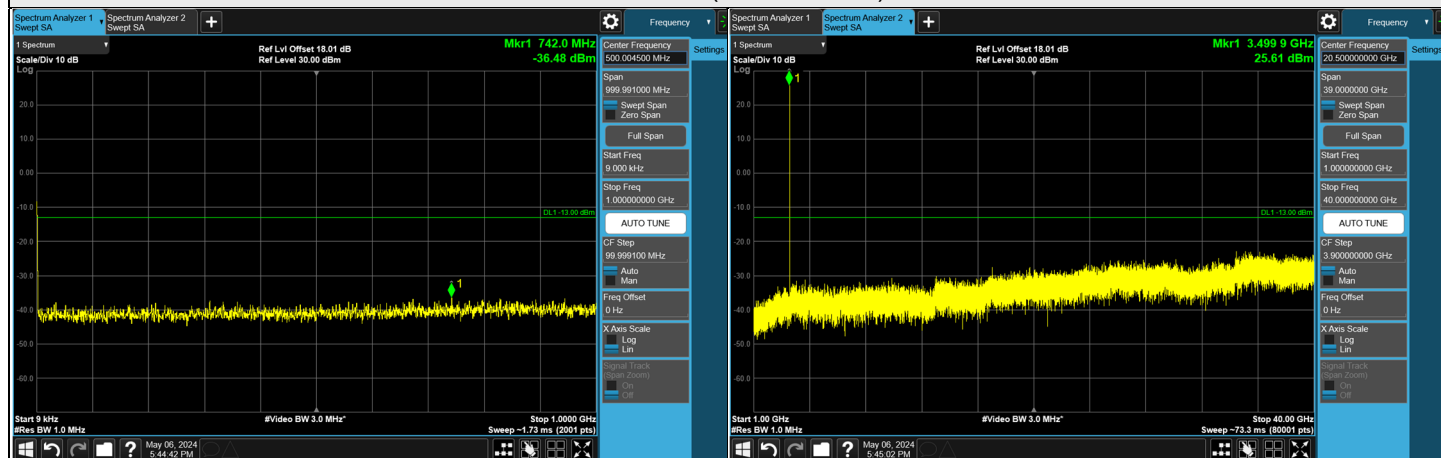 Spectrum Analyzer 1
Swept SA
Spectrum Analyzer 2
Swept SA
Frequency
1 Spectrum
Scale/Div 10 dB
Log
Ref Lvl Offset 18.01 dB
Ref Level 30.00 dBm
Mkr1 742.0 MHz
-36.48 dBm
20.0
10.0
0.00
-10.0
-20.0
-30.0
-40.0
-50.0
-60.0
DL1 -13.00 dBm
1
Start 9 kHz
#Res BW 1.0 MHz
#Video BW 3.0 MHz*
Stop 1.0000 GHz
Sweep ~1.73 ms (2001 pts)
Center Frequency
500.004500 MHz
Settings
Span
999.991000 MHz
Swept Span
Zero Span
Full Span
Start Freq
9.000 kHz
Stop Freq
1.000000000 GHz
AUTO TUNE
CF Step
99.999100 MHz
Auto
Man
Freq Offset
0 Hz
X Axis Scale
Log
Lin
Signal Track
(Span Zoom)
On
Off
May 06, 2024
5:44:42 PM
Spectrum Analyzer 1
Swept SA
Spectrum Analyzer 2
Swept SA
Frequency
1 Spectrum
Scale/Div 10 dB
Log
Ref Lvl Offset 18.01 dB
Ref Level 30.00 dBm
Mkr1 3.499 9 GHz
25.61 dBm
1
20.0
10.0
0.00
-10.0
-20.0
-30.0
-40.0
-50.0
-60.0
DL1 -13.00 dBm
Start 1.00 GHz
#Res BW 1.0 MHz
#Video BW 3.0 MHz*
Stop 40.00 GHz
Sweep ~73.3 ms (80001 pts)
Center Frequency
20.500000000 GHz
Settings
Span
39.0000000 GHz
Swept Span
Zero Span
Full Span
Start Freq
1.000000000 GHz
Stop Freq
40.000000000 GHz
AUTO TUNE
CF Step
3.900000000 GHz
Auto
Man
Freq Offset
0 Hz
X Axis Scale
Log
Lin
Signal Track
(Span Zoom)
On
Off
May 06, 2024
5:45:02 PM